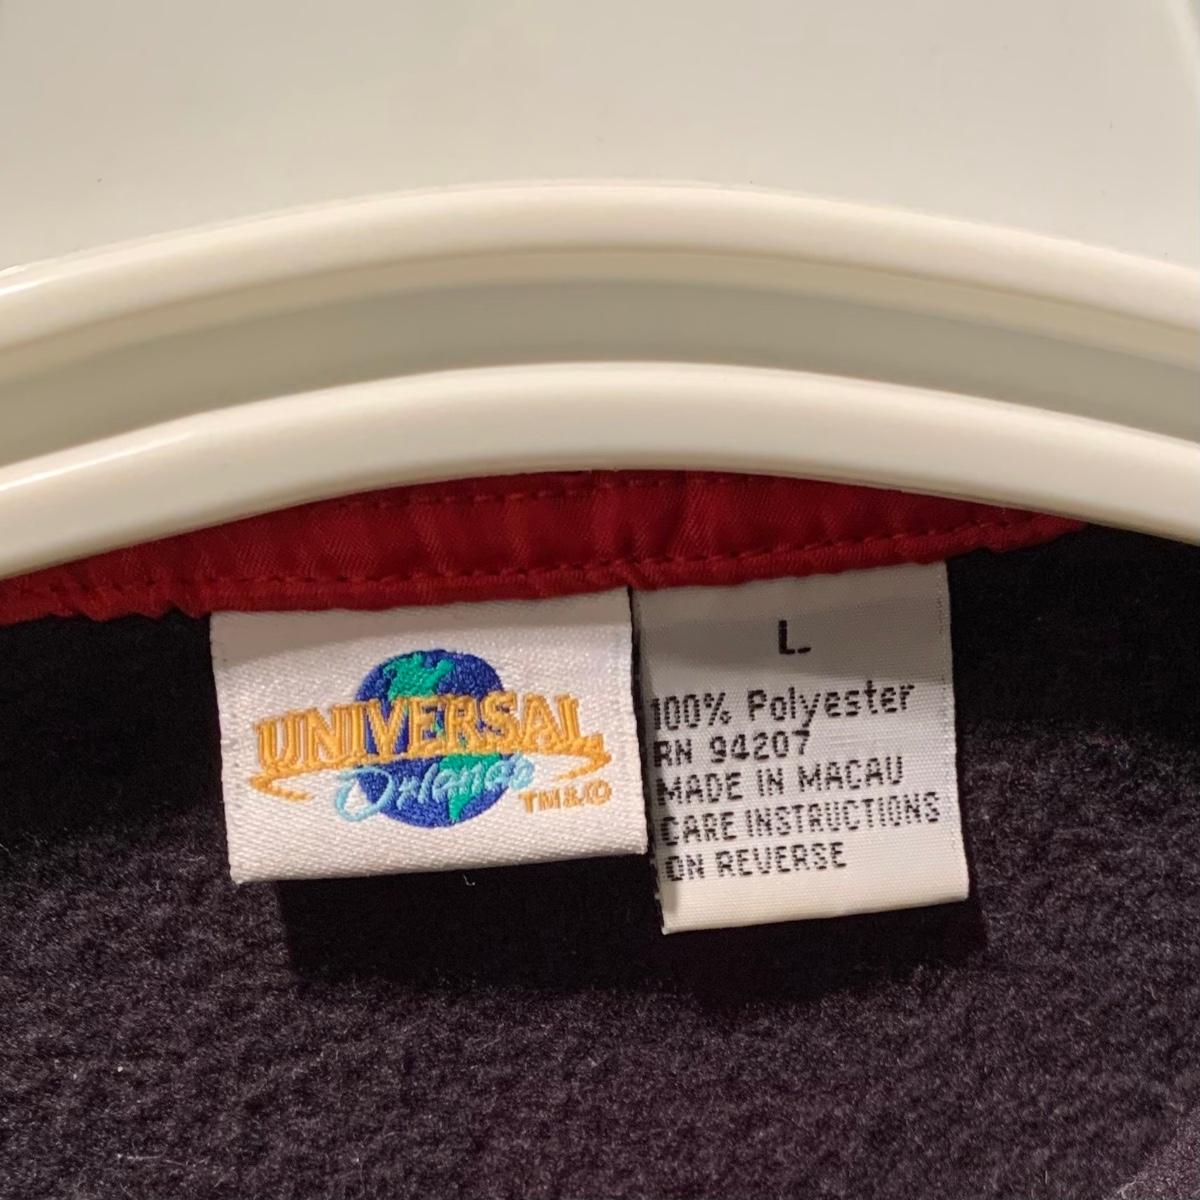 UNIVERSAL
Orlando
TM&©
L
100% Polyester
RN 94207
MADE IN MACAU
CARE INSTRUCTIONS
ON REVERSE